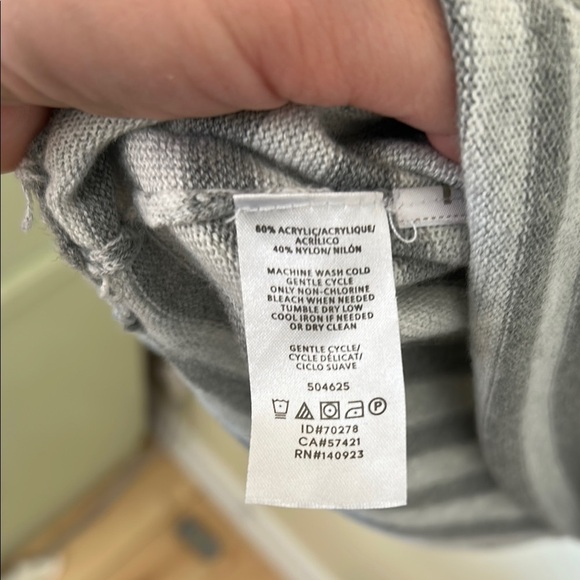 60% ACRYLIC/ACRYLIQUE/
ACRÍLICO
40% NYLON/ NILÓN
MACHINE WASH COLD
GENTLE CYCLE
ONLY NON-CHLORINE
BLEACH WHEN NEEDED
TUMBLE DRY LOW
COOL IRON IF NEEDED
OR DRY CLEAN
GENTLE CYCLE/
CYCLE DÉLICAT/
CICLO SUAVE
504625
P
ID#70278
CA#57421
RN#140923